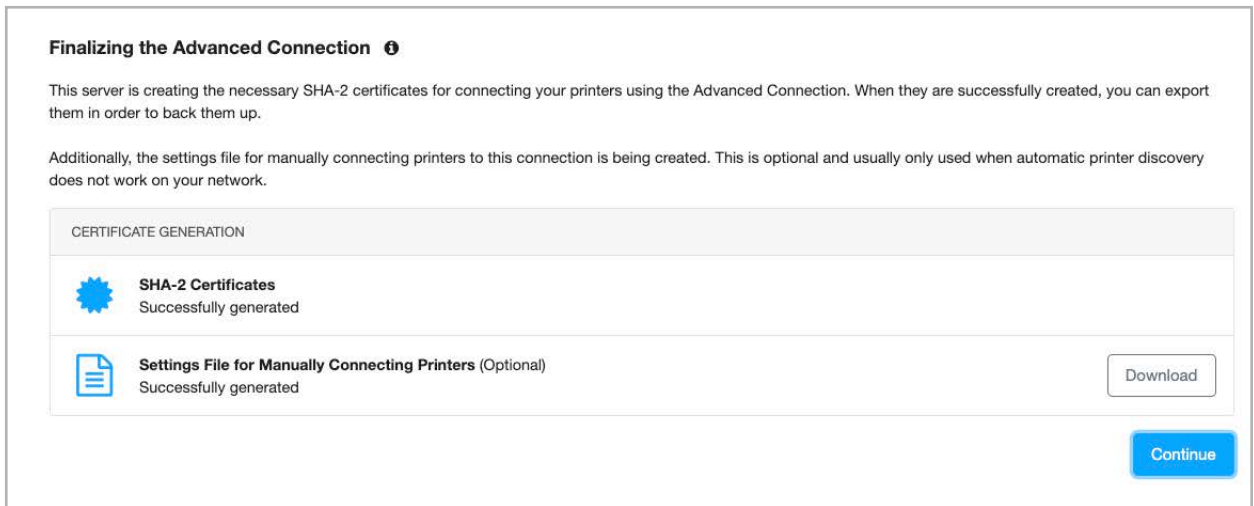 Finalizing the Advanced Connection
This server is creating the necessary SHA-2 certificates for connecting your printers using the Advanced Connection. When they are successfully created, you can export
them in order to back them up.
Additionally, the settings file for manually connecting printers to this connection is being created. This is optional and usually only used when automatic printer discovery
does not work on your network.
CERTIFICATE GENERATION
SHA-2 Certificates
Successfully generated
Settings File for Manually Connecting Printers (Optional)
Successfully generated
Download
Continue